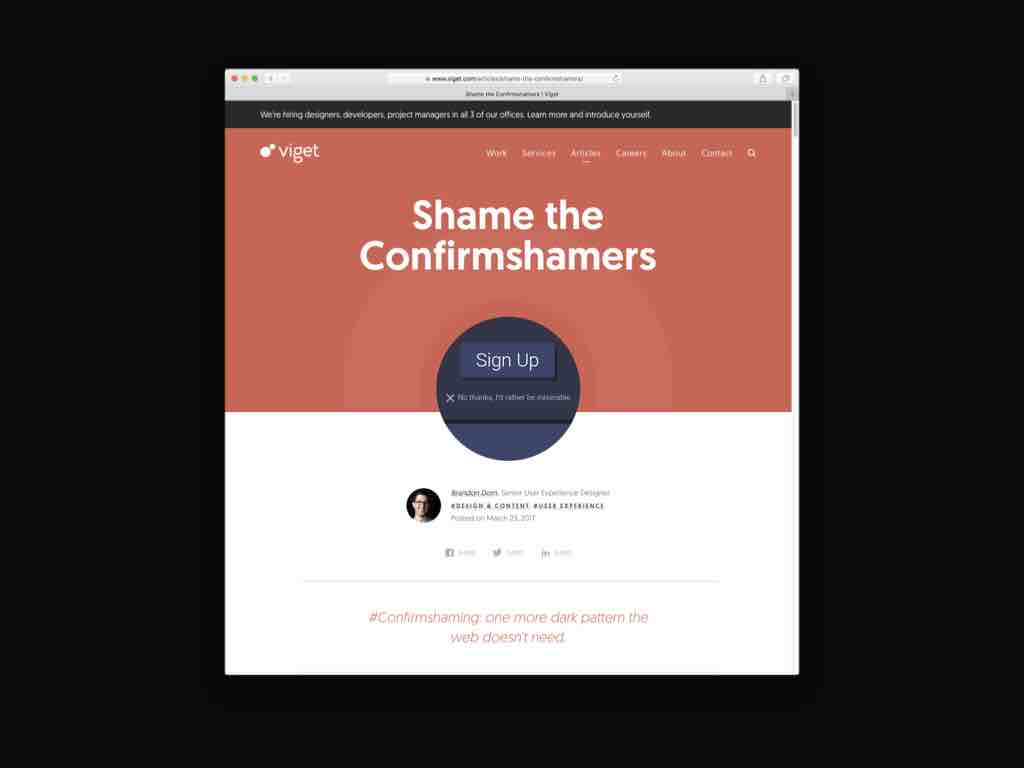 www.viget.com/articles/shame-the-confirmshamers/
Shame the Confirmshamers | Viget
We're hiring designers, developers, project managers in all 3 of our offices. Learn more and introduce yourself.
viget
Work Services Articles Careers About Contact
Shame the
Confirmshamers
Sign Up
No thanks, I'd rather be miserable.
Brandon Dorn, Senior User Experience Designer
#DESIGN & CONTENT, #USER EXPERIENCE
Posted on March 23, 2017
SHARE SHARE SHARE
#Confirmshaming: one more dark pattern the
web doesn't need.